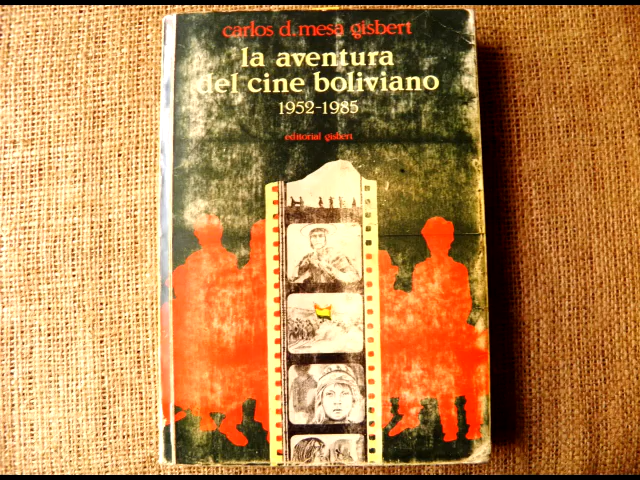 carlos d. mesa gisbert
la aventura
del cine boliviano
1952-1985
editorial gisbert